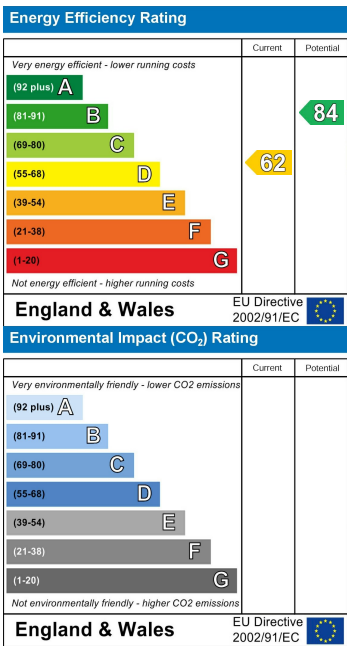 Energy Efficiency Rating
Current Potential
Very energy efficient - lower running costs
(92 plus) A
(81-91) B
(69-80) C
(55-68) D
(39-54) E
(21-38) F
(1-20) G
84
62
Not energy efficient - higher running costs
England & Wales
EU Directive
2002/91/EC
Environmental Impact (CO₂) Rating
Current Potential
Very environmentally friendly - lower CO2 emissions
(92 plus) A
(81-91) B
(69-80) C
(55-68) D
(39-54) E
(21-38) F
(1-20) G
Not environmentally friendly - higher CO2 emissions
England & Wales
EU Directive
2002/91/EC